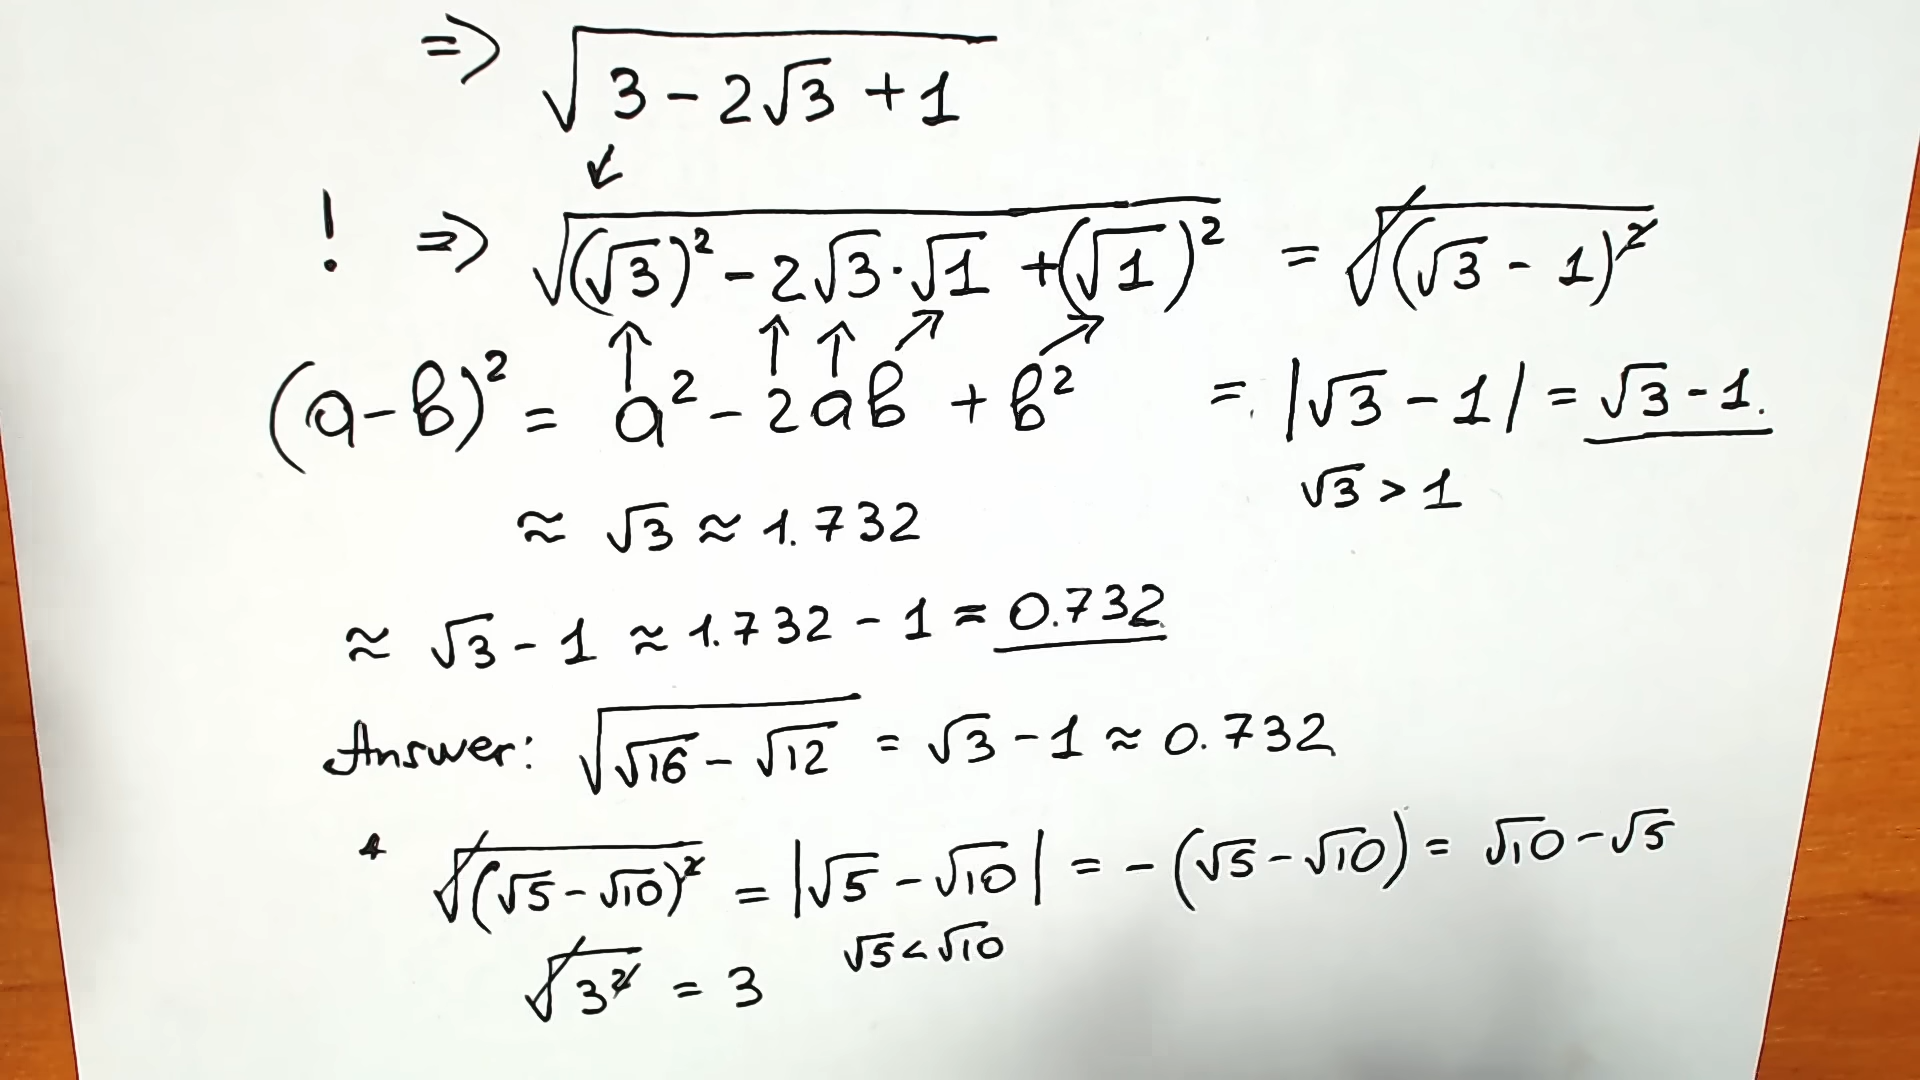 => √(3 - 2√3 + 1)
↙
! => √((√3)² - 2√3·√1 + (√1)²) = √((√3 - 1)²)
(a - b)² = a² - 2ab + b² = |√3 - 1| = √3 - 1.
√3 > 1
≈ √3 ≈ 1.732
≈ √3 - 1 ≈ 1.732 - 1 = 0.732
Answer: √(√16 - √12) = √3 - 1 ≈ 0.732
* √((√5 - √10)²) = |√5 - √10| = -(√5 - √10) = √10 - √5
√5 < √10
√(3²) = 3